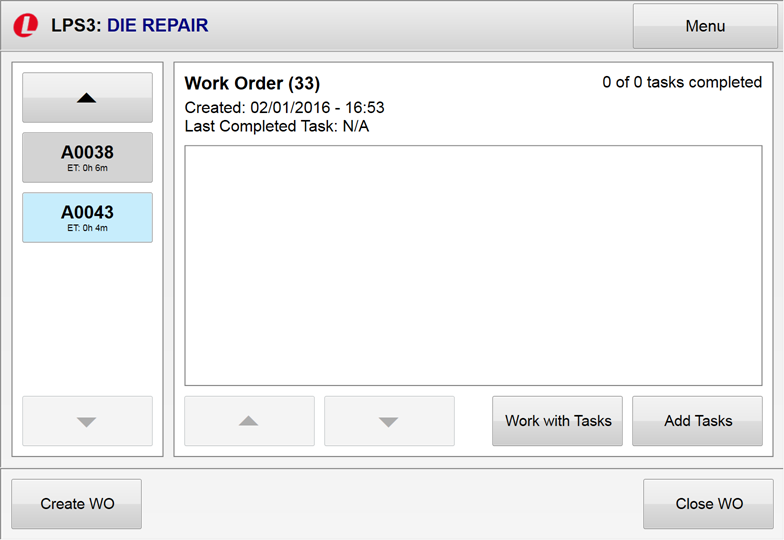 L LPS3: DIE REPAIR
Menu
A0038
ET: 0h 6m
A0043
ET: 0h 4m
Work Order (33)
0 of 0 tasks completed
Created: 02/01/2016 - 16:53
Last Completed Task: N/A
Work with Tasks
Add Tasks
Create WO
Close WO